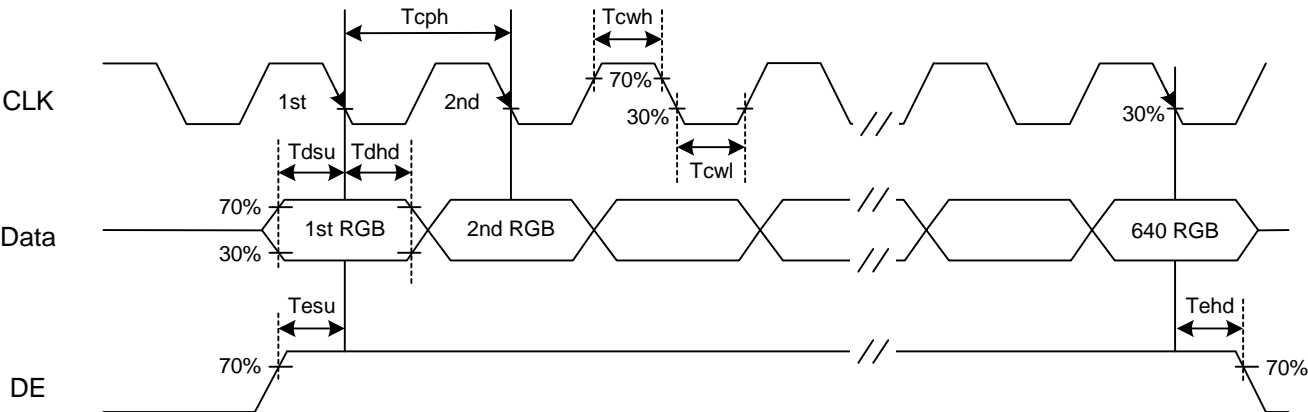 Tcph
Tcwh
CLK
1st
2nd
70%
30%
30%
Tdsu
Tdhd
Tcwl
Data
70%
30%
1st RGB
2nd RGB
640 RGB
Tesu
Tehd
DE
70%
70%